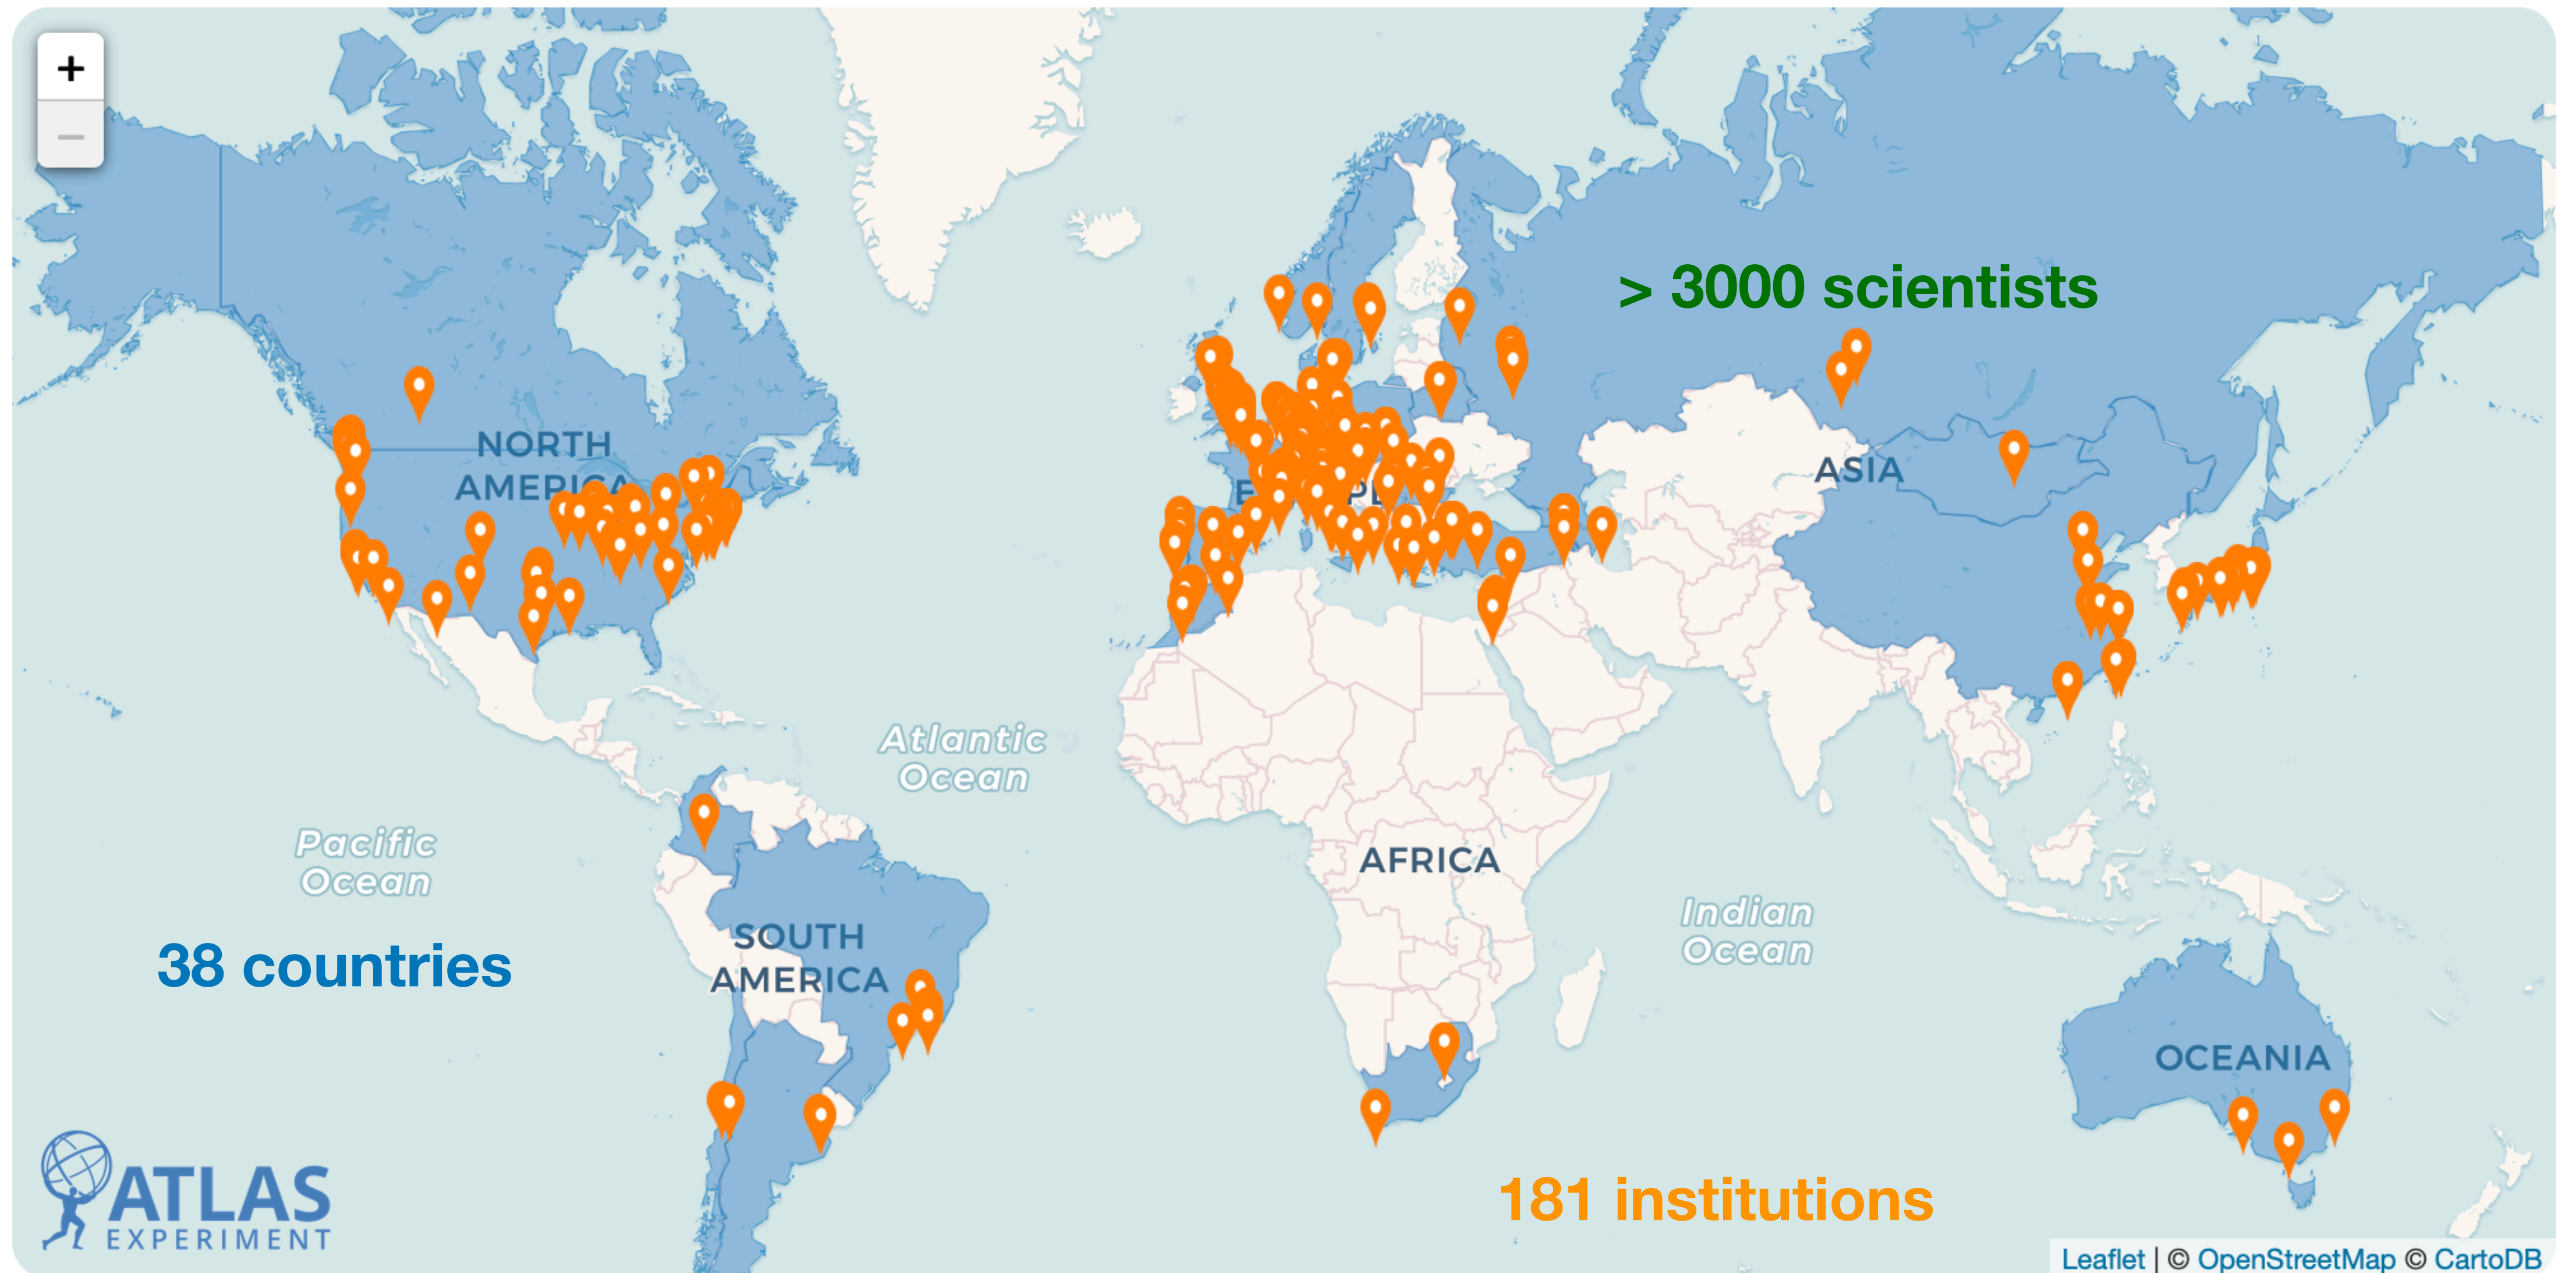 +
−
> 3000 scientists
NORTH
AMERICA
EUROPE
ASIA
Atlantic
Ocean
Pacific
Ocean
AFRICA
Indian
Ocean
SOUTH
AMERICA
38 countries
OCEANIA
ATLAS
EXPERIMENT
181 institutions
Leaflet | © OpenStreetMap © CartoDB